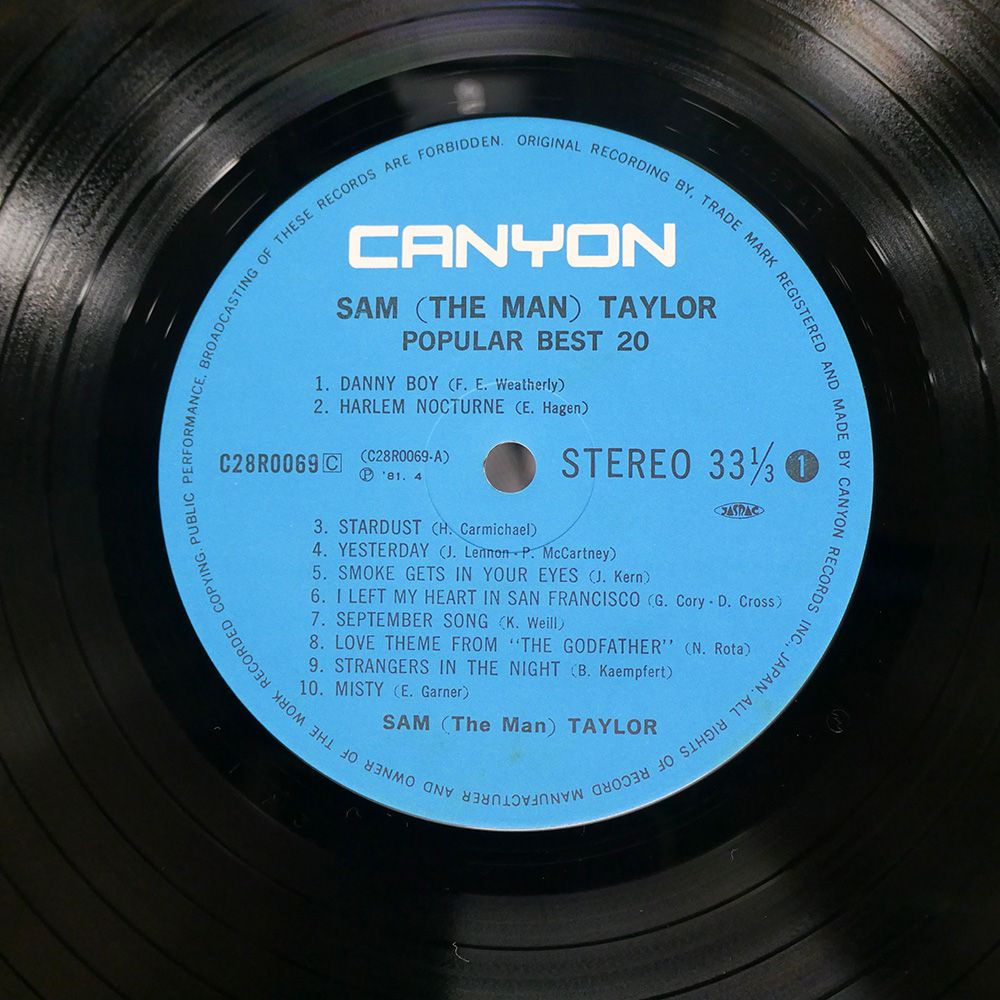 CANYON
SAM (THE MAN) TAYLOR
POPULAR BEST 20
1. DANNY BOY (F. E. Weatherly)
2. HARLEM NOCTURNE (E. Hagen)
C28R0069 C (C28R0069-A) STEREO 33 1/3 1
Ⓟ '81. 4
JASRAC
3. STARDUST (H. Carmichael)
4. YESTERDAY (J. Lennon・P. McCartney)
5. SMOKE GETS IN YOUR EYES (J. Kern)
6. I LEFT MY HEART IN SAN FRANCISCO (G. Cory・D. Cross)
7. SEPTEMBER SONG (K. Weill)
8. LOVE THEME FROM "THE GODFATHER" (N. Rota)
9. STRANGERS IN THE NIGHT (B. Kaempfert)
10. MISTY (E. Garner)
SAM (The Man) TAYLOR
ORIGINAL RECORDING BY, TRADE MARK REGISTERED AND MADE BY CANYON RECORDS INC., JAPAN. ALL RIGHTS OF RECORD MANUFACTURER AND OWNER OF THE WORK RECORDED COPYING. PUBLIC PERFORMANCE. BROADCASTING OF THESE RECORDS ARE FORBIDDEN.